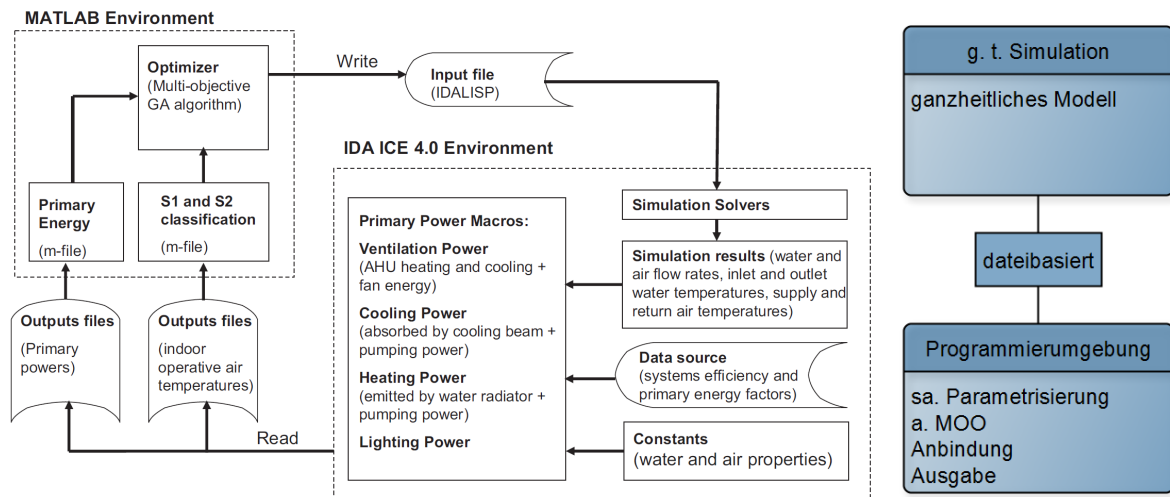 MATLAB Environment
Optimizer
(Multi-objective
GA algorithm)
Write
Input file
(IDALISP)
Primary
Energy
(m-file)
S1 and S2
classification
(m-file)
Outputs files
(Primary
powers)
Outputs files
(indoor
operative air
temperatures)
Read
IDA ICE 4.0 Environment
Primary Power Macros:
Ventilation Power
(AHU heating and cooling +
fan energy)
Cooling Power
(absorbed by cooling beam +
pumping power)
Heating Power
(emitted by water radiator +
pumping power)
Lighting Power
Simulation Solvers
Simulation results (water and
air flow rates, inlet and outlet
water temperatures, supply and
return air temperatures)
Data source
(systems efficiency and
primary energy factors)
Constants
(water and air properties)
g. t. Simulation
ganzheitliches Modell
dateibasiert
Programmierumgebung
sa. Parametrisierung
a. MOO
Anbindung
Ausgabe